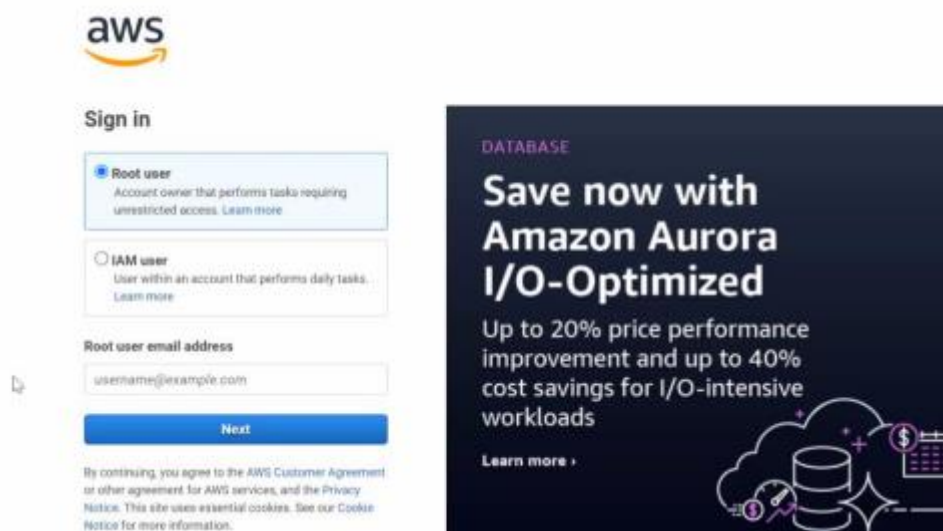 aws
Sign in
Root user
Account owner that performs tasks requiring
unrestricted access. Learn more
IAM user
User within an account that performs daily tasks.
Learn more
Root user email address
username@example.com
Next
By continuing, you agree to the AWS Customer Agreement
or other agreement for AWS services, and the Privacy
Notice. This site uses essential cookies. See our Cookie
Notice for more information.
DATABASE
Save now with
Amazon Aurora
I/O-Optimized
Up to 20% price performance
improvement and up to 40%
cost savings for I/O-intensive
workloads
Learn more ›